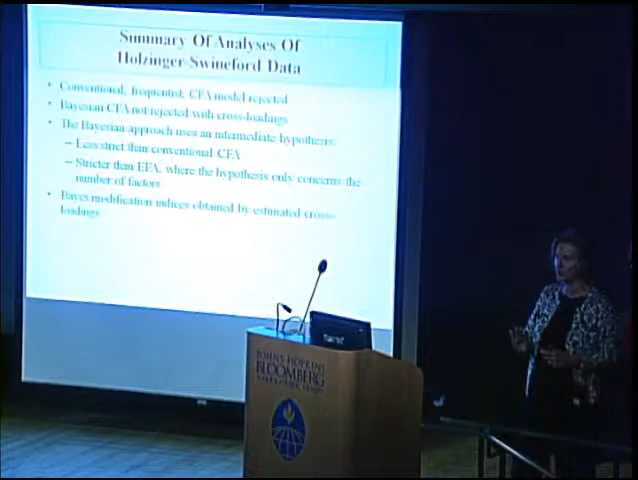 Summary Of Analyses Of
Holzinger-Swineford Data
• Conventional, frequentist, CFA model rejected
• Bayesian CFA not rejected with cross-loadings
• The Bayesian approach uses an intermediate hypothesis:
– Less strict than conventional CFA
– Stricter than EFA, where the hypothesis only concerns the
number of factors
• Bayes modification indices obtained by estimated cross-
loadings
JOHNS HOPKINS
BLOOMBERG